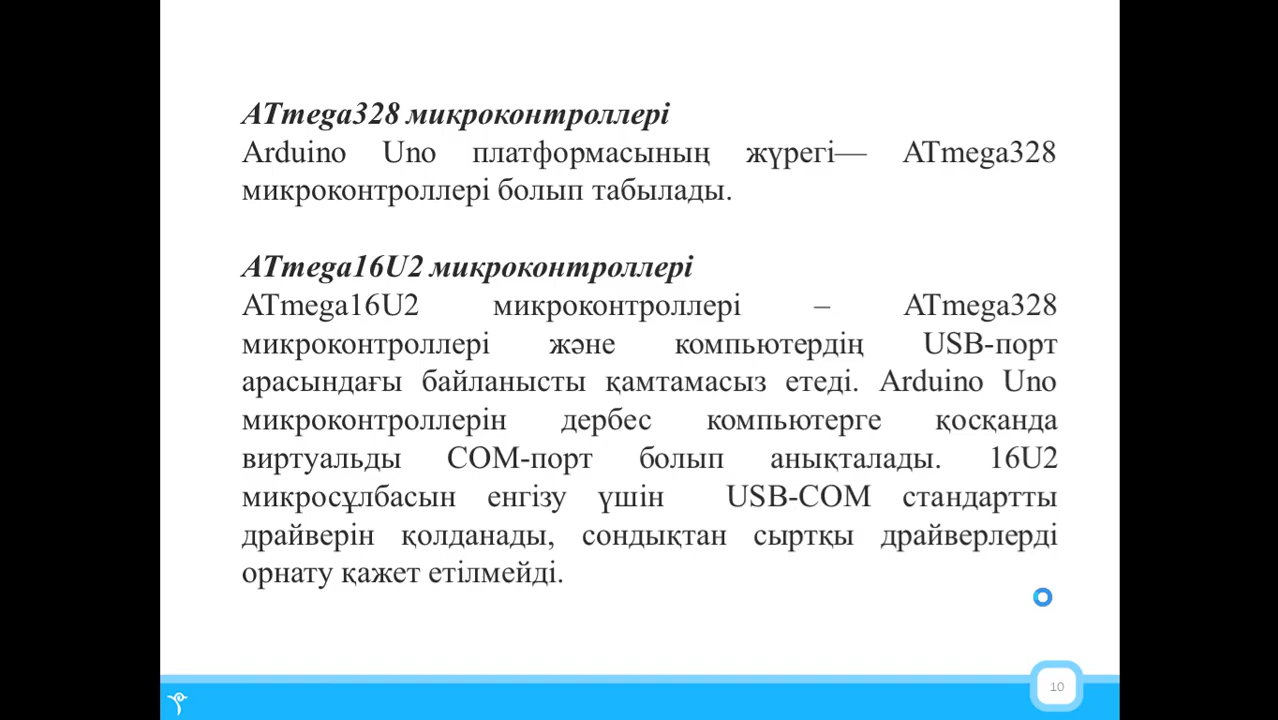 ATmega328 микроконтроллері
Arduino Uno платформасының жүрегі— ATmega328
микроконтроллері болып табылады.
ATmega16U2 микроконтроллері
ATmega16U2 микроконтроллері – ATmega328
микроконтроллері және компьютердің USB-порт
арасындағы байланысты қамтамасыз етеді. Arduino Uno
микроконтроллерін дербес компьютерге қосқанда
виртуальды COM-порт болып анықталады. 16U2
микросұлбасын енгізу үшін USB-COM стандартты
драйверін қолданады, сондықтан сыртқы драйверлерді
орнату қажет етілмейді.
10